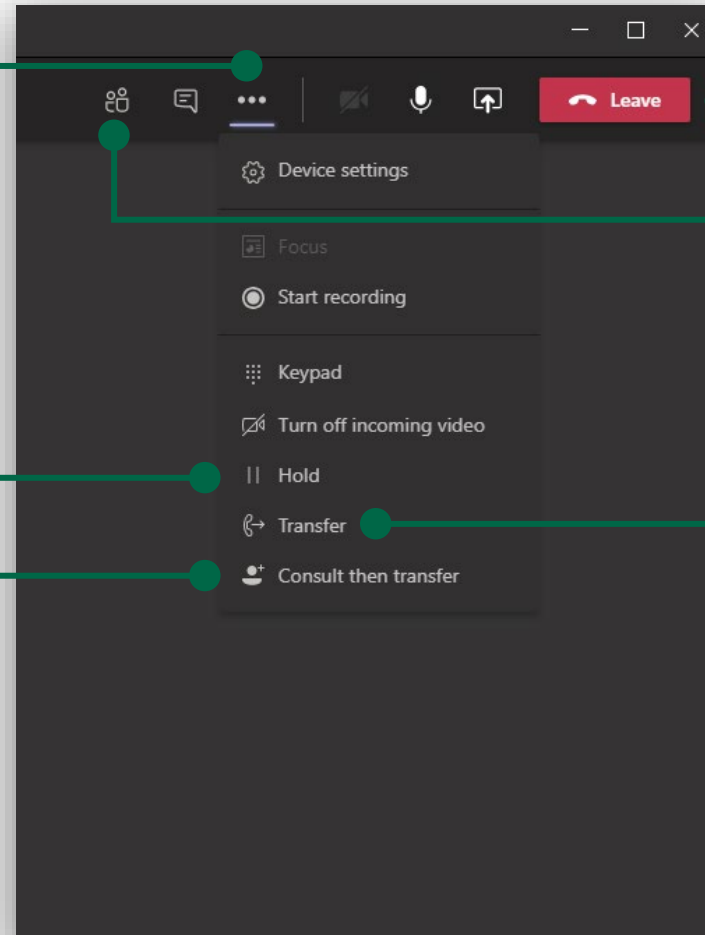 Leave
Device settings
Focus
Start recording
Keypad
Turn off incoming video
Hold
Transfer
Consult then transfer